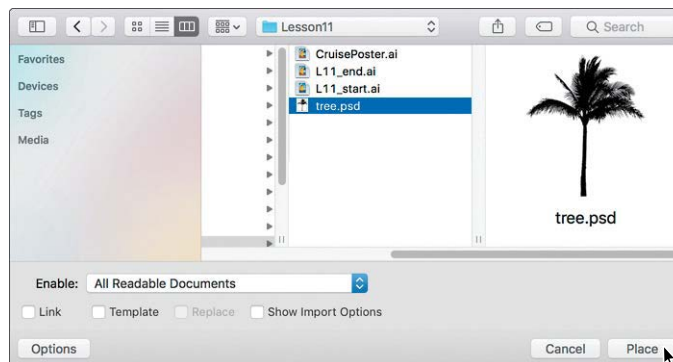 Lesson11
Search
Favorites
Devices
Tags
Media
CruisePoster.ai
L11_end.ai
L11_start.ai
tree.psd
tree.psd
Enable: All Readable Documents
Link Template Replace Show Import Options
Options Cancel Place